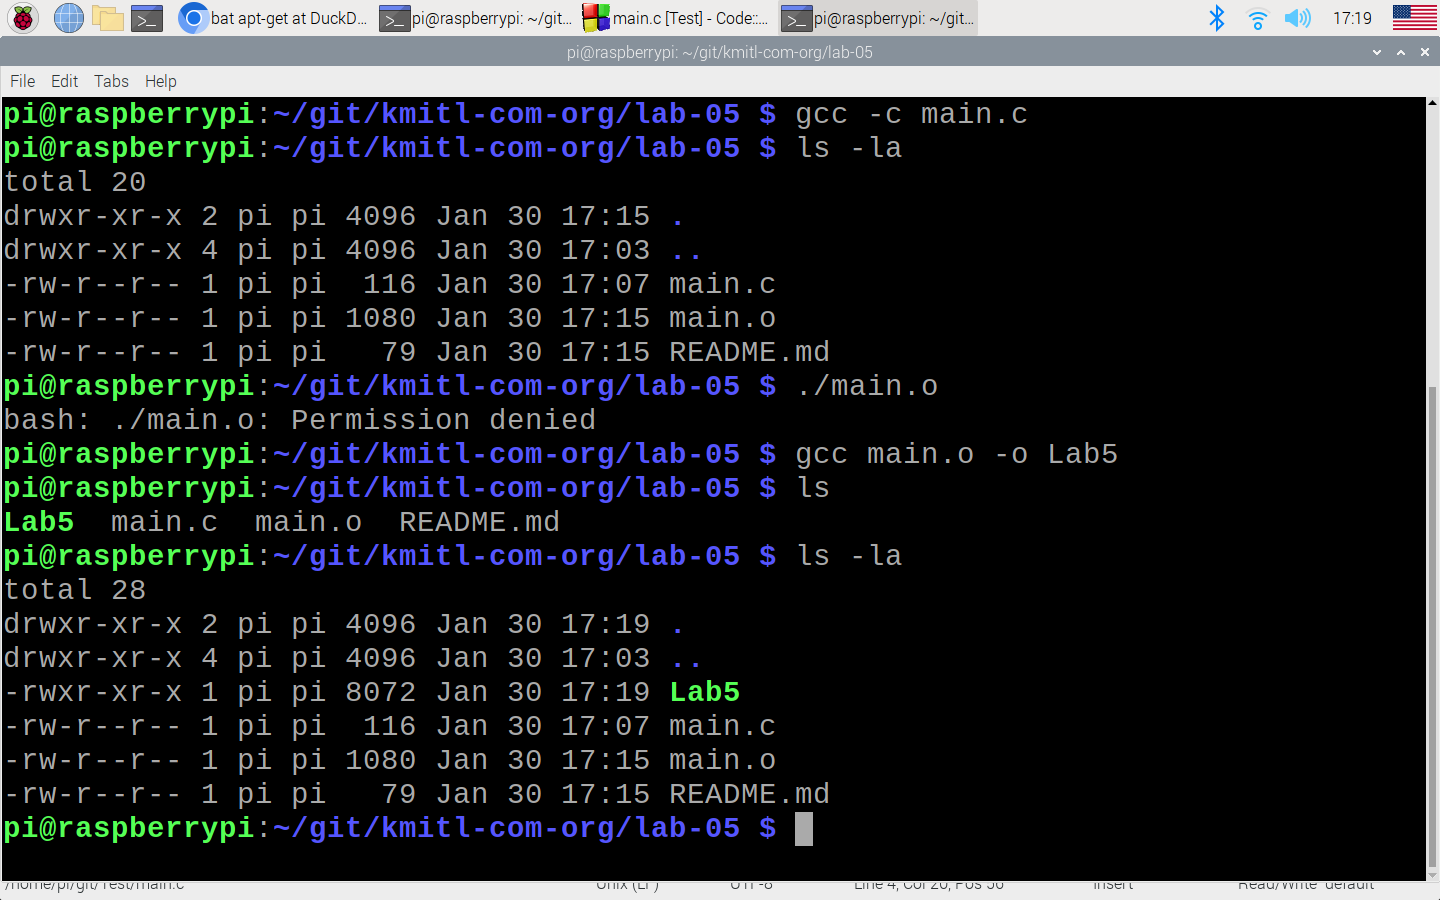 bat apt-get at DuckD... pi@raspberrypi: ~/git... main.c [Test] - Code::... pi@raspberrypi: ~/git... 17:19
pi@raspberrypi: ~/git/kmitl-com-org/lab-05
File Edit Tabs Help
pi@raspberrypi:~/git/kmitl-com-org/lab-05 $ gcc -c main.c
pi@raspberrypi:~/git/kmitl-com-org/lab-05 $ ls -la
total 20
drwxr-xr-x 2 pi pi 4096 Jan 30 17:15 .
drwxr-xr-x 4 pi pi 4096 Jan 30 17:03 ..
-rw-r--r-- 1 pi pi  116 Jan 30 17:07 main.c
-rw-r--r-- 1 pi pi 1080 Jan 30 17:15 main.o
-rw-r--r-- 1 pi pi   79 Jan 30 17:15 README.md
pi@raspberrypi:~/git/kmitl-com-org/lab-05 $ ./main.o
bash: ./main.o: Permission denied
pi@raspberrypi:~/git/kmitl-com-org/lab-05 $ gcc main.o -o Lab5
pi@raspberrypi:~/git/kmitl-com-org/lab-05 $ ls
Lab5  main.c  main.o  README.md
pi@raspberrypi:~/git/kmitl-com-org/lab-05 $ ls -la
total 28
drwxr-xr-x 2 pi pi 4096 Jan 30 17:19 .
drwxr-xr-x 4 pi pi 4096 Jan 30 17:03 ..
-rwxr-xr-x 1 pi pi 8072 Jan 30 17:19 Lab5
-rw-r--r-- 1 pi pi  116 Jan 30 17:07 main.c
-rw-r--r-- 1 pi pi 1080 Jan 30 17:15 main.o
-rw-r--r-- 1 pi pi   79 Jan 30 17:15 README.md
pi@raspberrypi:~/git/kmitl-com-org/lab-05 $
/home/pi/git/Test/main.c Unix (LF) UTF-8 Line 4, Col 20, Pos 56 Insert Read/Write default